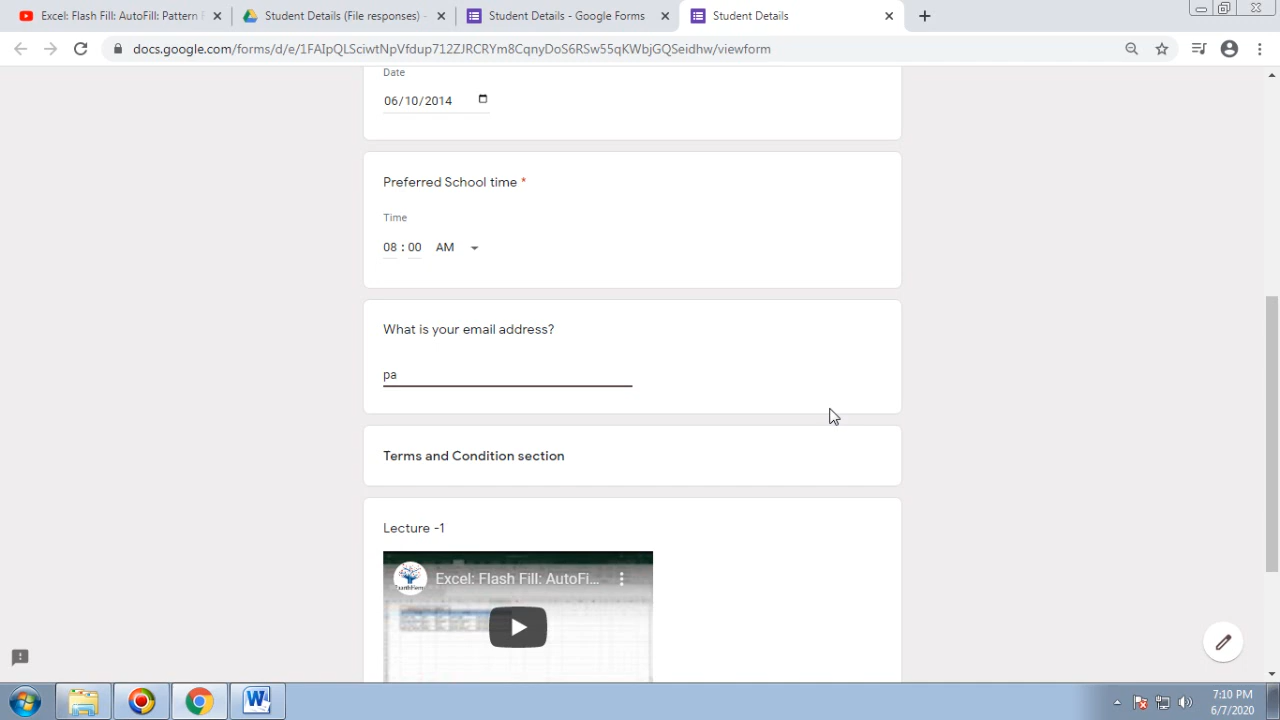 Excel: Flash Fill: AutoFill: Pattern F
Student Details (File responses) -
Student Details - Google Forms
Student Details
docs.google.com/forms/d/e/1FAIpQLSciwtNpVfdup712ZJRCRYm8CqnyDoS6RSw55qKWbjGQSeidhw/viewform
Date
06/10/2014
Preferred School time *
Time
08 : 00 AM
What is your email address?
pa
Terms and Condition section
Lecture -1
Excel: Flash Fill: AutoFi...
7:10 PM
6/7/2020